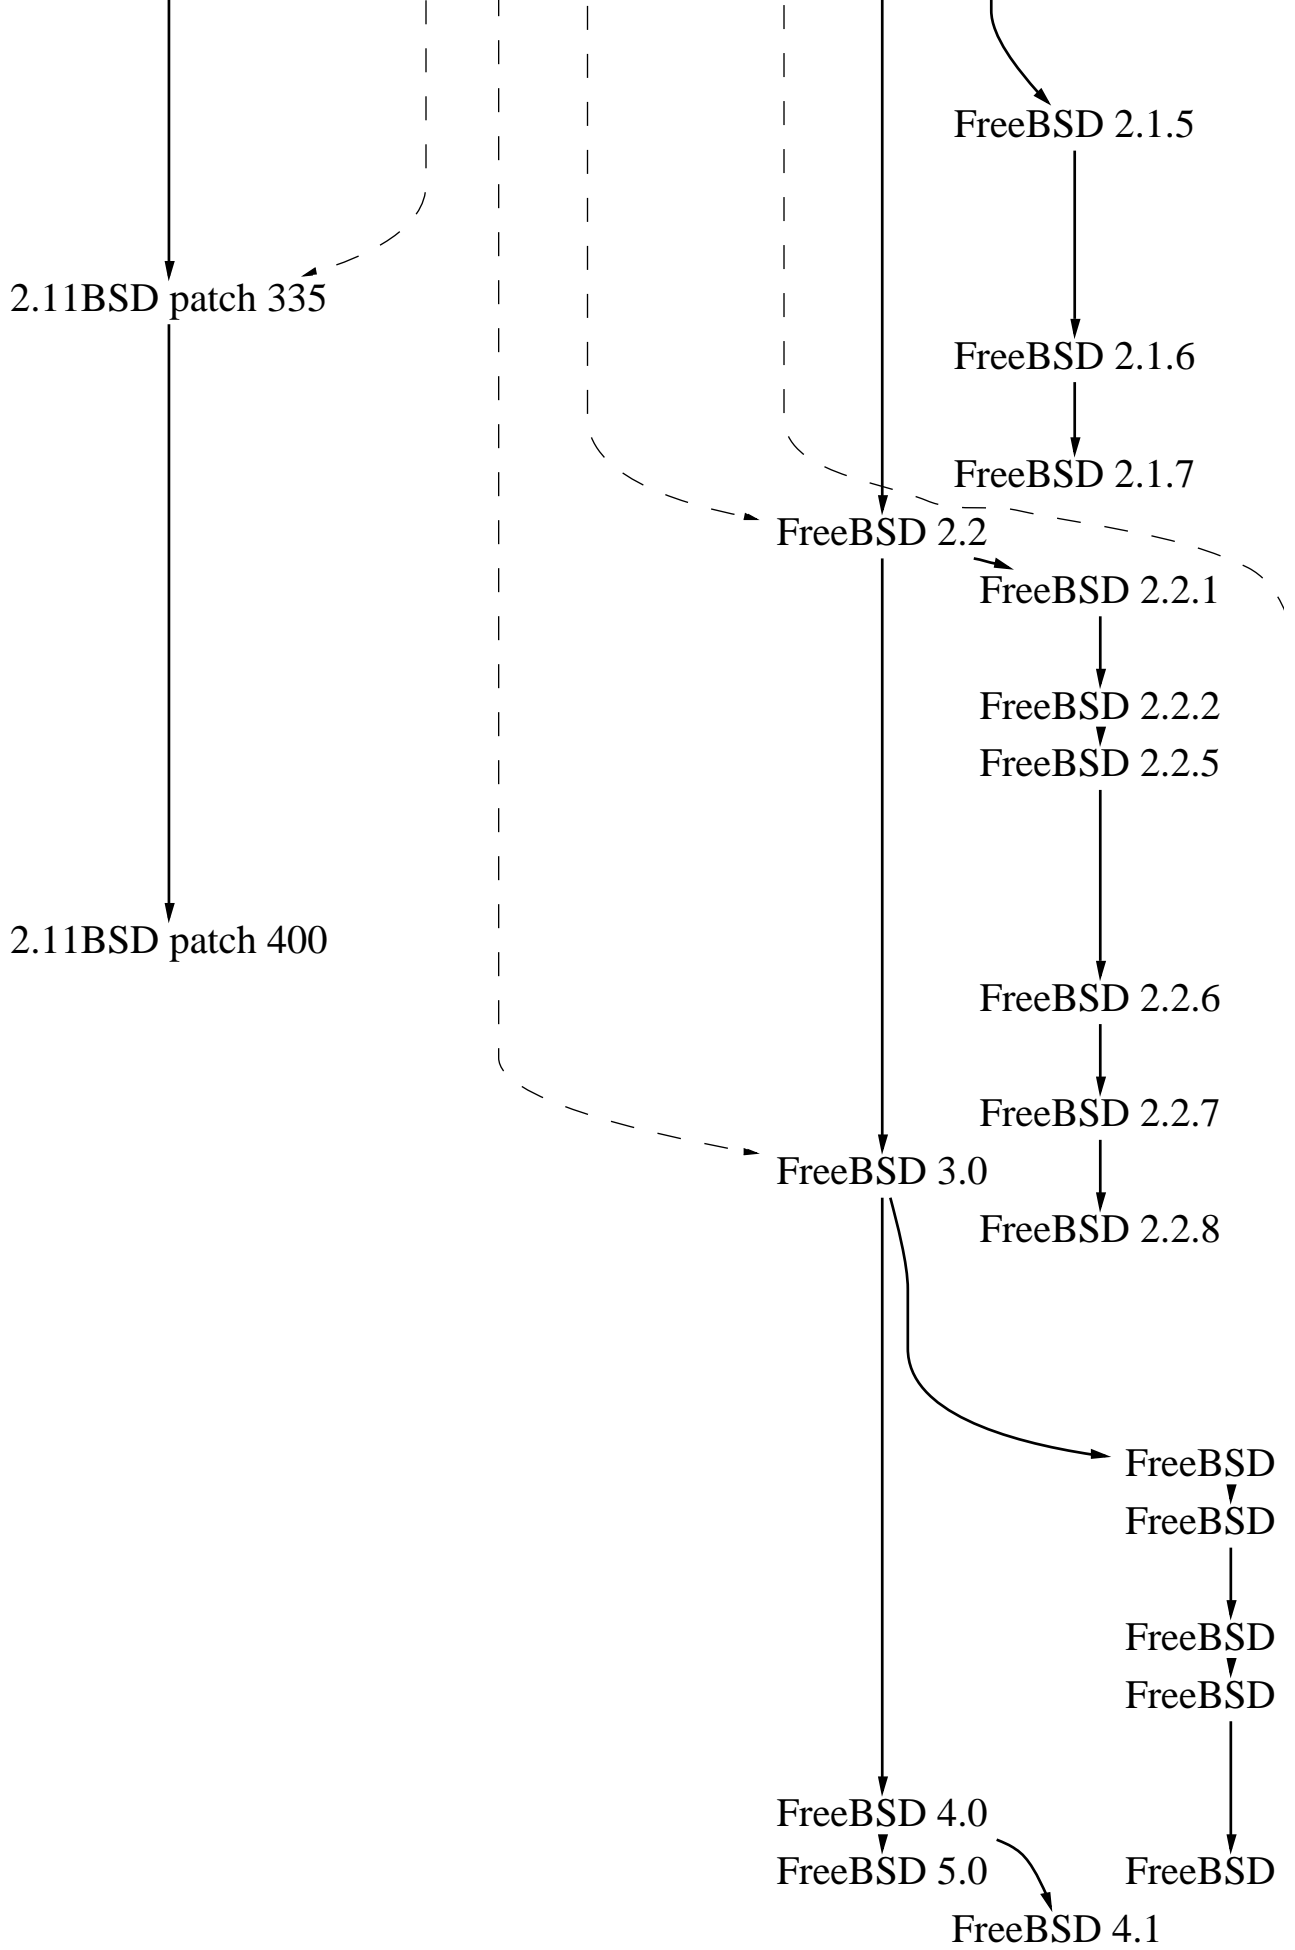 FreeBSD 2.1.5
2.11BSD patch 335
FreeBSD 2.1.6
FreeBSD 2.1.7
FreeBSD 2.2
FreeBSD 2.2.1
FreeBSD 2.2.2
FreeBSD 2.2.5
2.11BSD patch 400
FreeBSD 2.2.6
FreeBSD 2.2.7
FreeBSD 3.0
FreeBSD 2.2.8
FreeBSD
FreeBSD
FreeBSD
FreeBSD
FreeBSD 4.0
FreeBSD 5.0
FreeBSD
FreeBSD 4.1